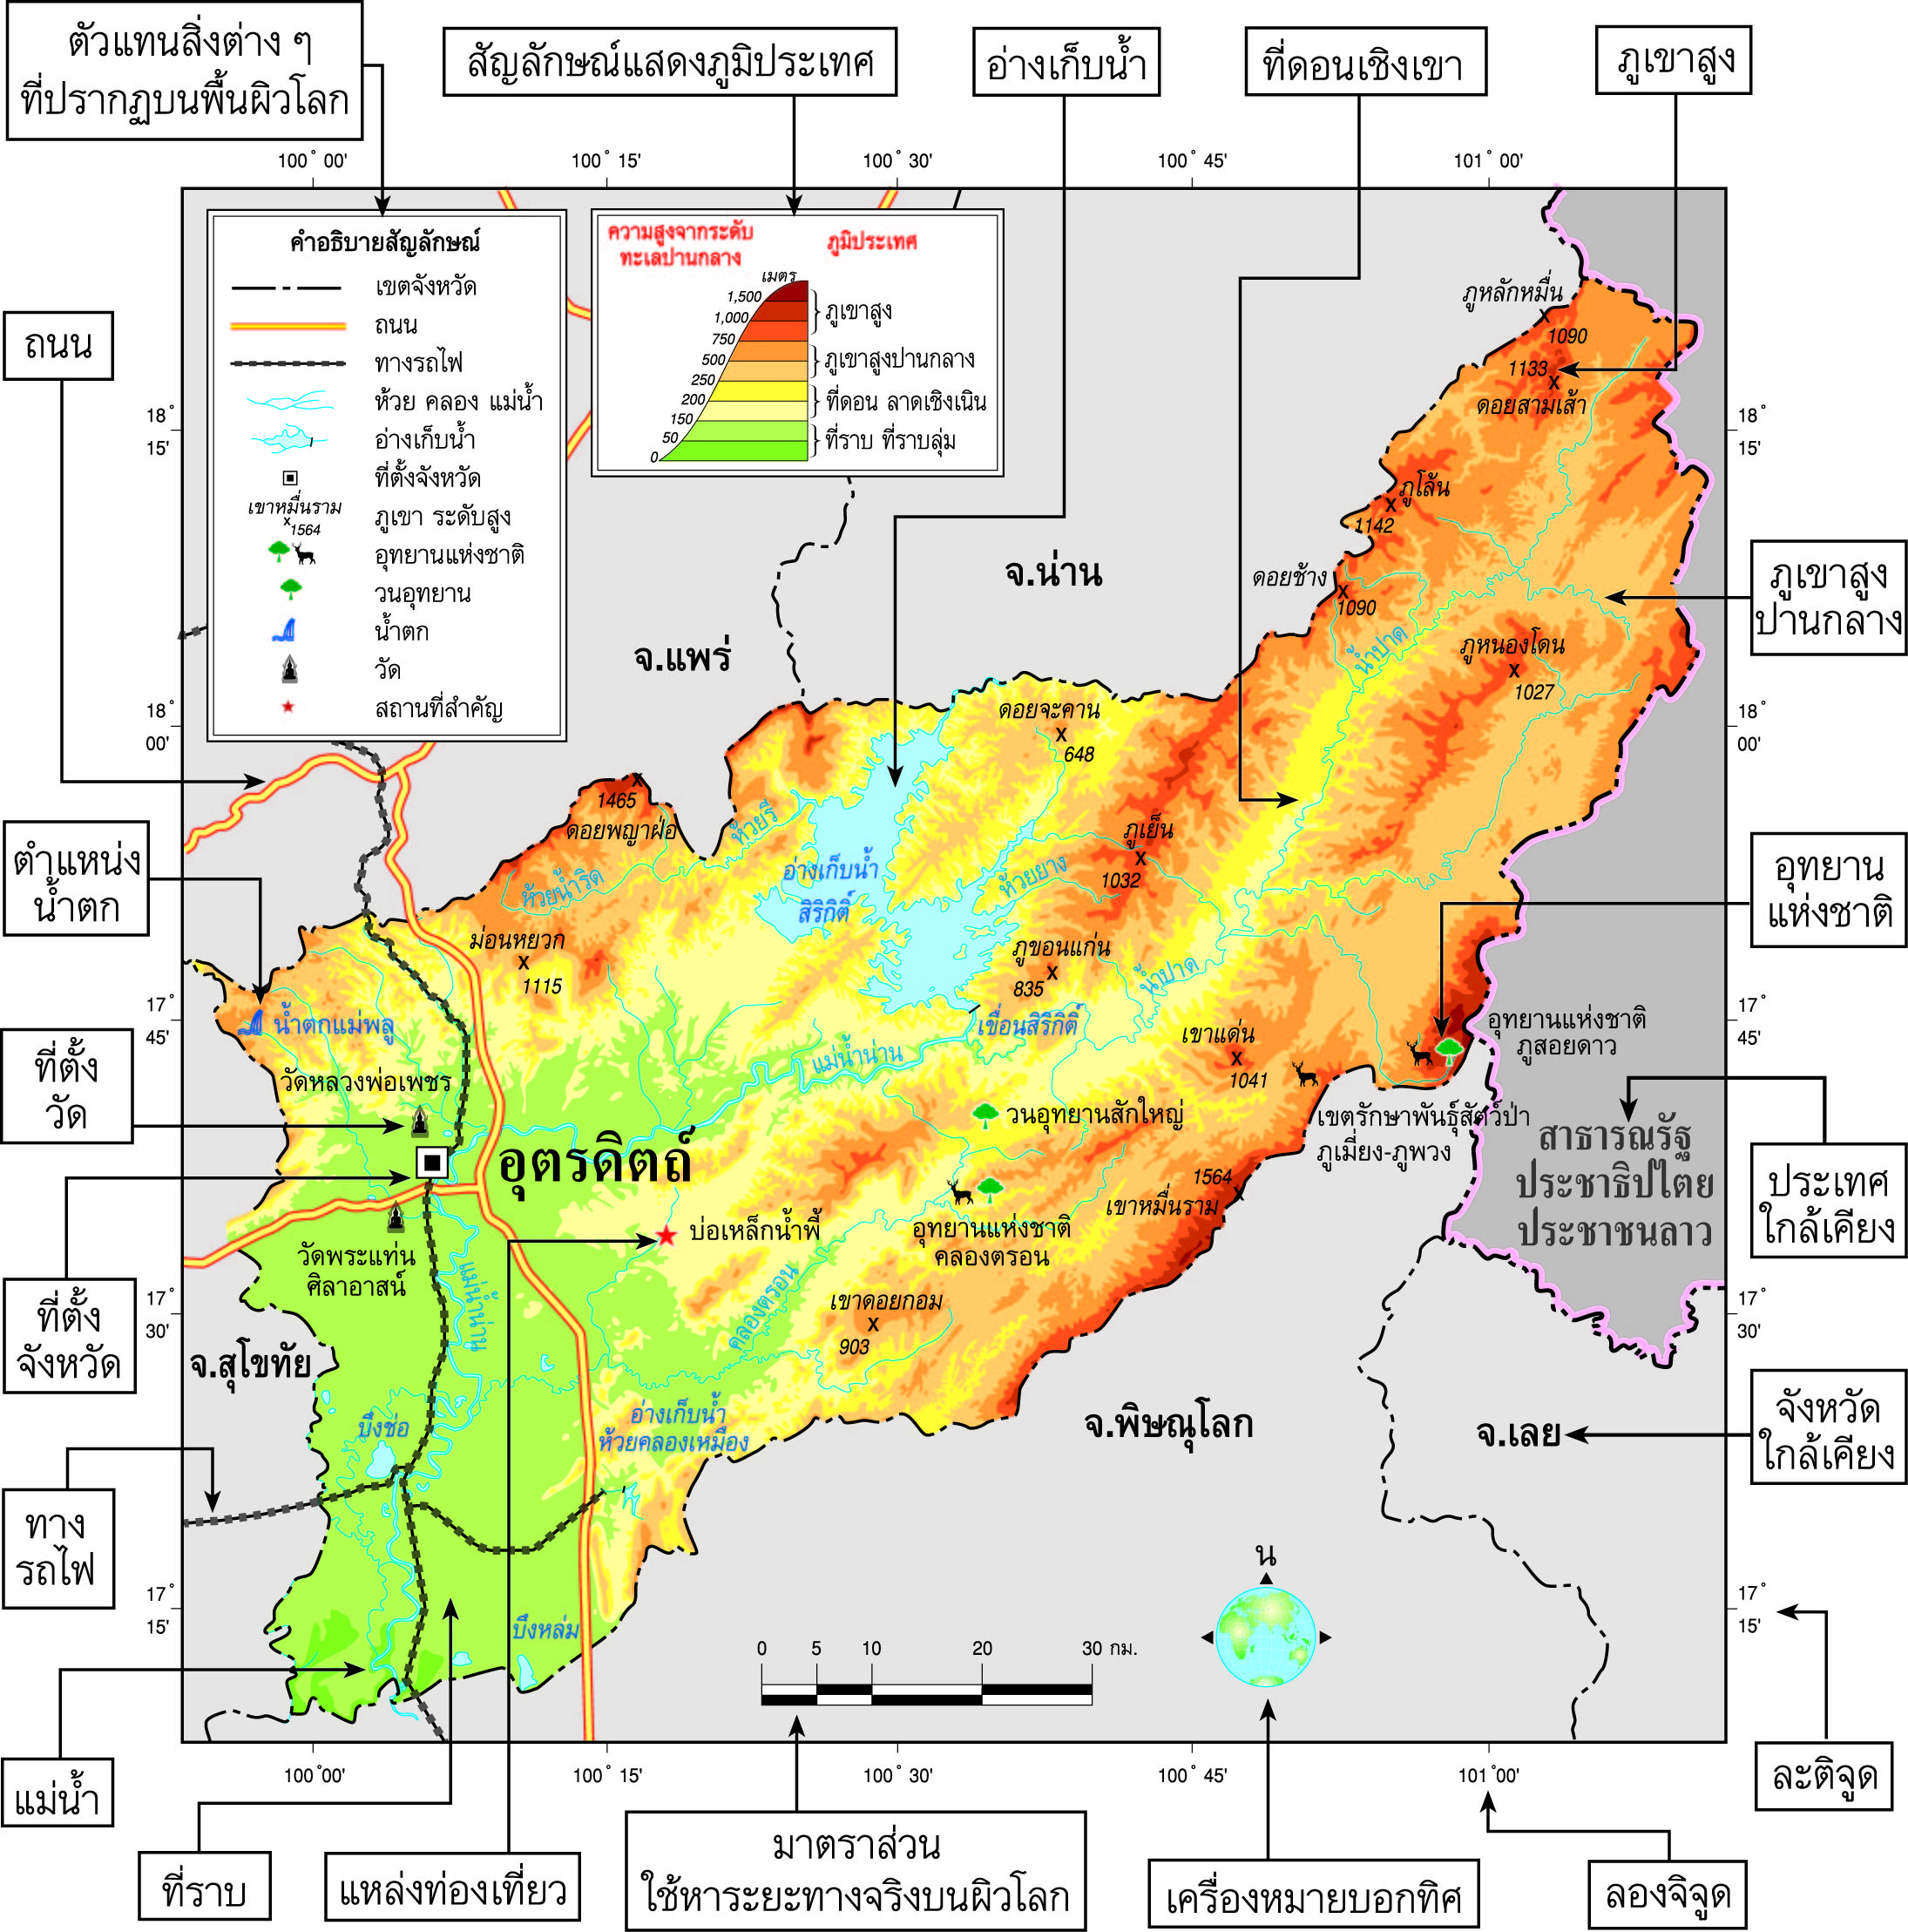 ตัวแทนสิ่งต่าง ๆ
ที่ปรากฏบนพื้นผิวโลก
สัญลักษณ์แสดงภูมิประเทศ
อ่างเก็บน้ำ
ที่ดอนเชิงเขา
ภูเขาสูง
100° 00'
100° 15'
100° 30'
100° 45'
101° 00'
คำอธิบายสัญลักษณ์
เขตจังหวัด
ถนน
ทางรถไฟ
ห้วย คลอง แม่น้ำ
อ่างเก็บน้ำ
ที่ตั้งจังหวัด
เขาหมื่นราม
x 1564
ภูเขา ระดับสูง
อุทยานแห่งชาติ
วนอุทยาน
น้ำตก
วัด
สถานที่สำคัญ
ความสูงจากระดับ
ทะเลปานกลาง
ภูมิประเทศ
เมตร
1,500
1,000
750
500
250
200
150
50
0
ภูเขาสูง
ภูเขาสูงปานกลาง
ที่ดอน ลาดเชิงเนิน
ที่ราบ ที่ราบลุ่ม
ถนน
ตำแหน่ง
น้ำตก
ที่ตั้ง
วัด
ที่ตั้ง
จังหวัด
ทาง
รถไฟ
แม่น้ำ
18°
15'
18°
00'
17°
45'
17°
30'
17°
15'
ภูหลักหมื่น
x
1090
1133
x
ดอยสามเส้า
ภูโล้น
x
1142
ดอยช้าง
x
1090
น้ำปาด
ภูหนองโดน
x
1027
จ.น่าน
จ.แพร่
ดอยจะคาน
x
648
x
1465
ดอยพญาฝ่อ
ห้วยรี
ห้วยน้ำริด
อ่างเก็บน้ำ
สิริกิติ์
ภูเย็น
x
1032
ห้วยยาง
ม่อนหยวก
x
1115
ภูขอนแก่น
x
835
น้ำปาด
เขื่อนสิริกิติ์
แม่น้ำน่าน
เขาแด่น
x
1041
น้ำตกแม่พลู
วัดหลวงพ่อเพชร
อุตรดิตถ์
วนอุทยานสักใหญ่
อุทยานแห่งชาติ
ภูสอยดาว
เขตรักษาพันธุ์สัตว์ป่า
ภูเมี่ยง-ภูพวง
1564
x
เขาหมื่นราม
อุทยานแห่งชาติ
คลองตรอน
บ่อเหล็กน้ำพี้
วัดพระแท่น
ศิลาอาสน์
แม่น้ำน่าน
คลองตรอน
เขาดอยกอม
x
903
จ.สุโขทัย
บึงช่อ
อ่างเก็บน้ำ
ห้วยคลองเหมือง
จ.พิษณุโลก
จ.เลย
สาธารณรัฐ
ประชาธิปไตย
ประชาชนลาว
บึงหล่ม
0 5 10 20 30 กม.
น
18°
15'
18°
00'
17°
45'
17°
30'
17°
15'
ภูเขาสูง
ปานกลาง
อุทยาน
แห่งชาติ
ประเทศ
ใกล้เคียง
จังหวัด
ใกล้เคียง
ละติจูด
100° 00'
100° 15'
100° 30'
100° 45'
101° 00'
ที่ราบ
แหล่งท่องเที่ยว
มาตราส่วน
ใช้หาระยะทางจริงบนผิวโลก
เครื่องหมายบอกทิศ
ลองจิจูด